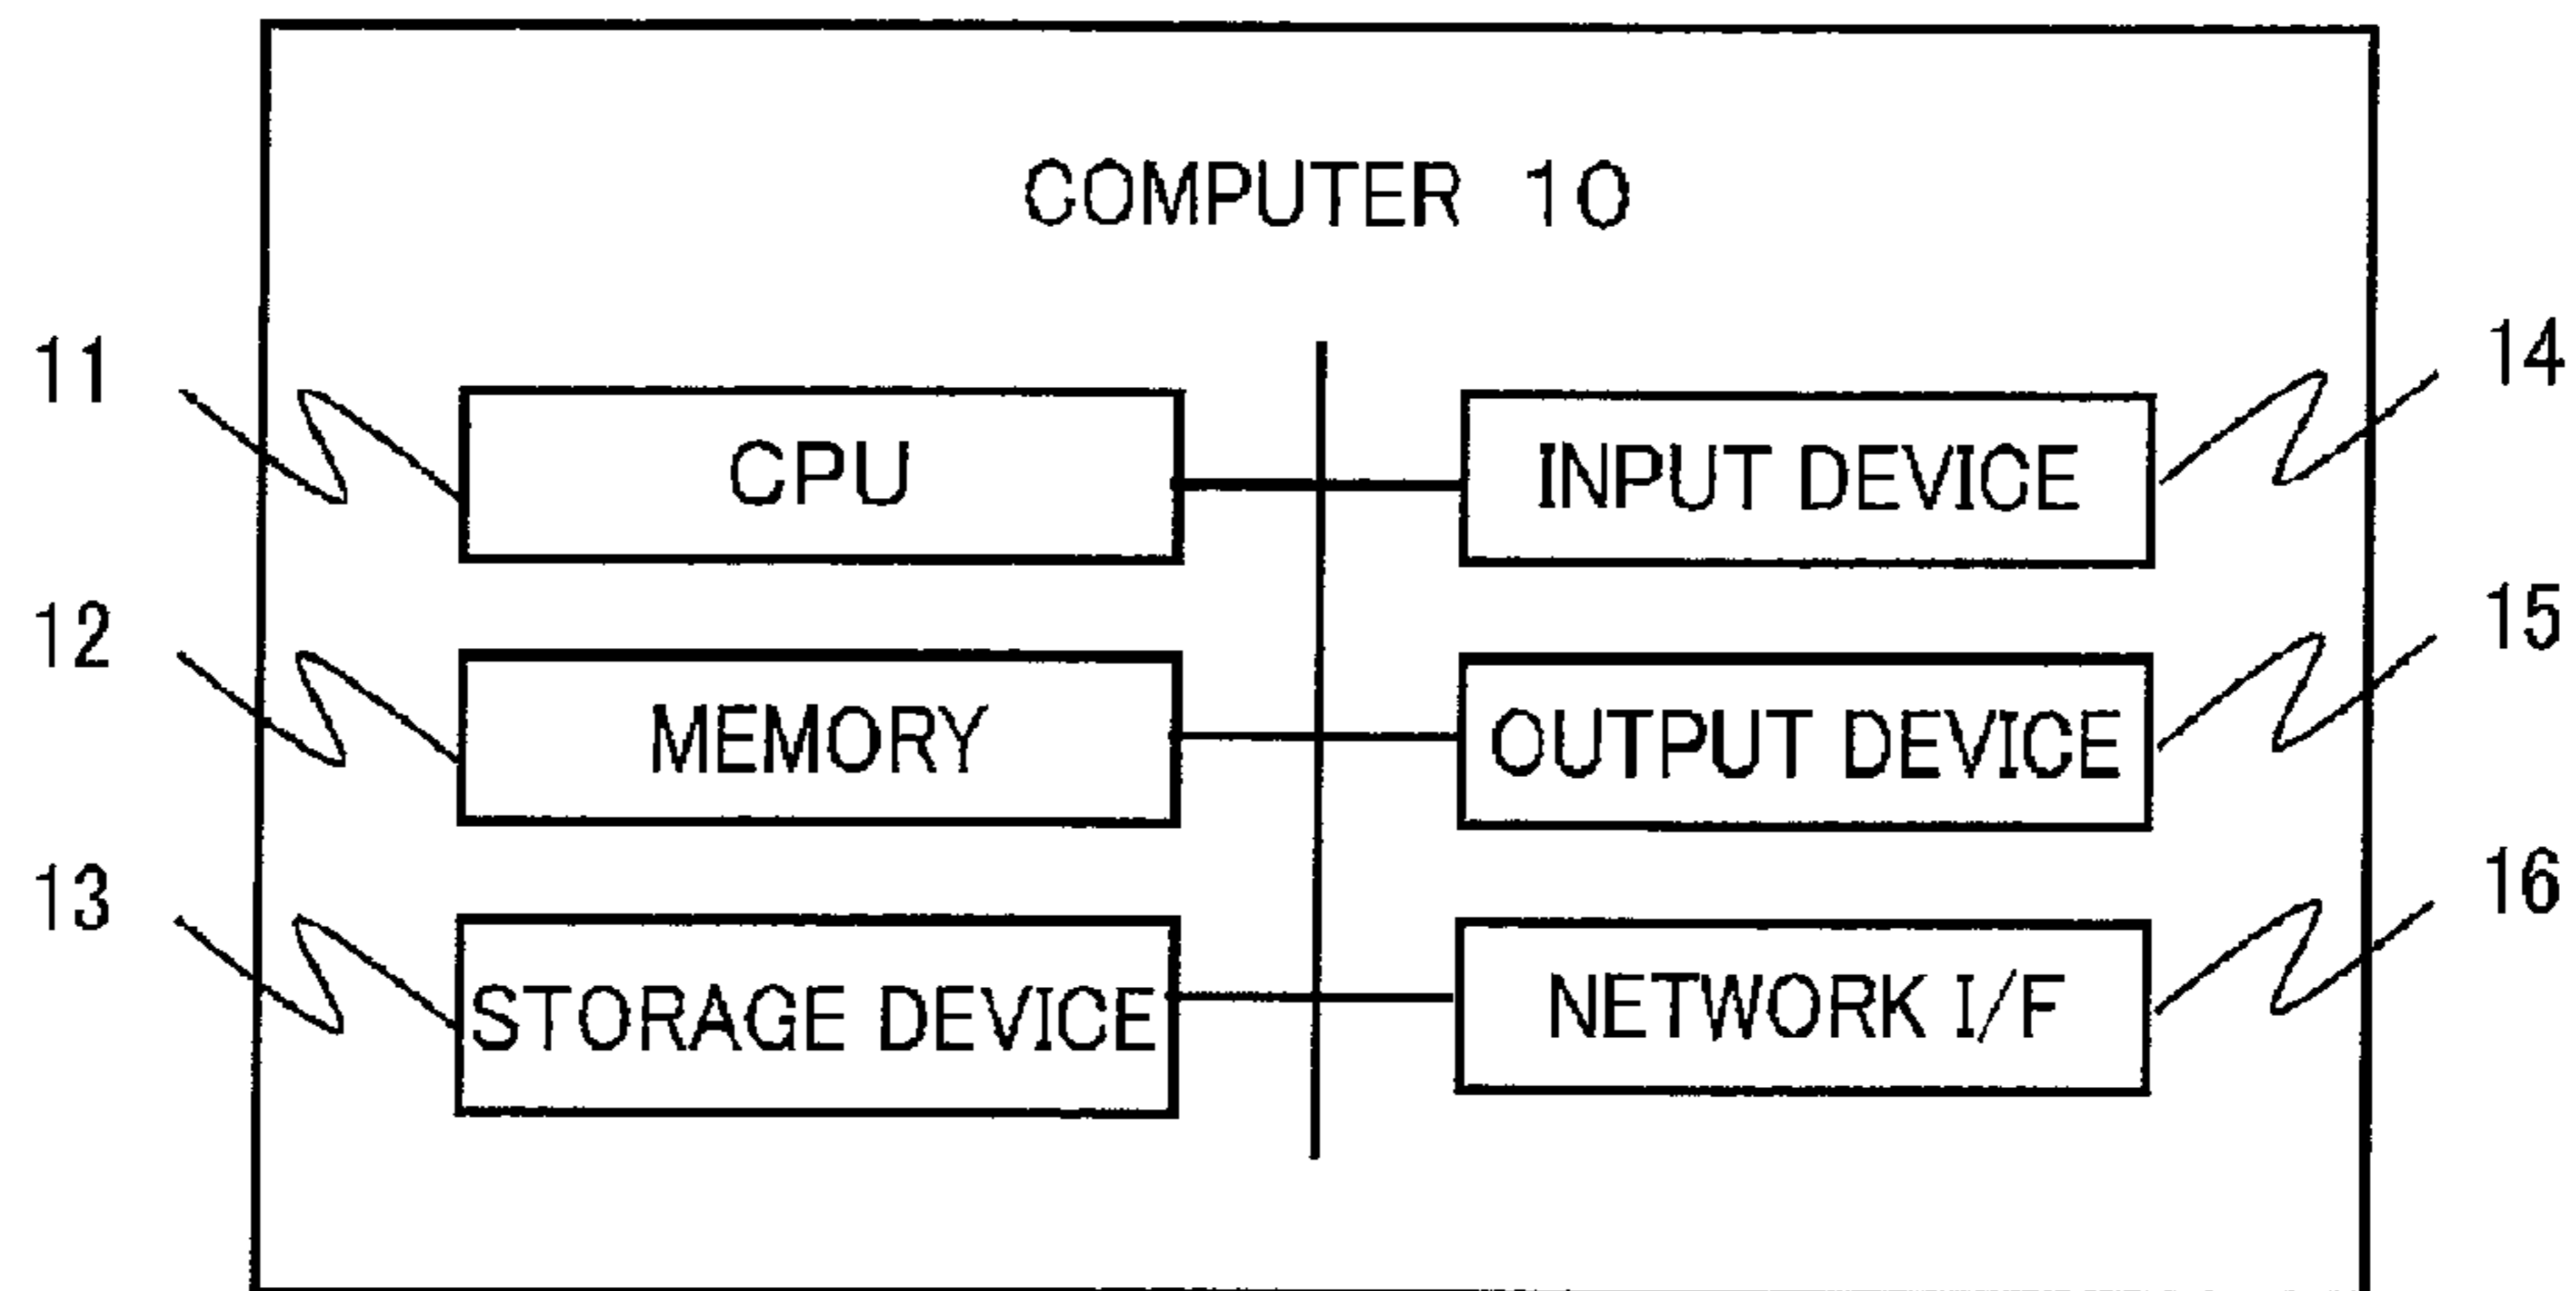 COMPUTER 10
11
CPU
INPUT DEVICE
14
12
MEMORY
OUTPUT DEVICE
15
13
STORAGE DEVICE
NETWORK I/F
16